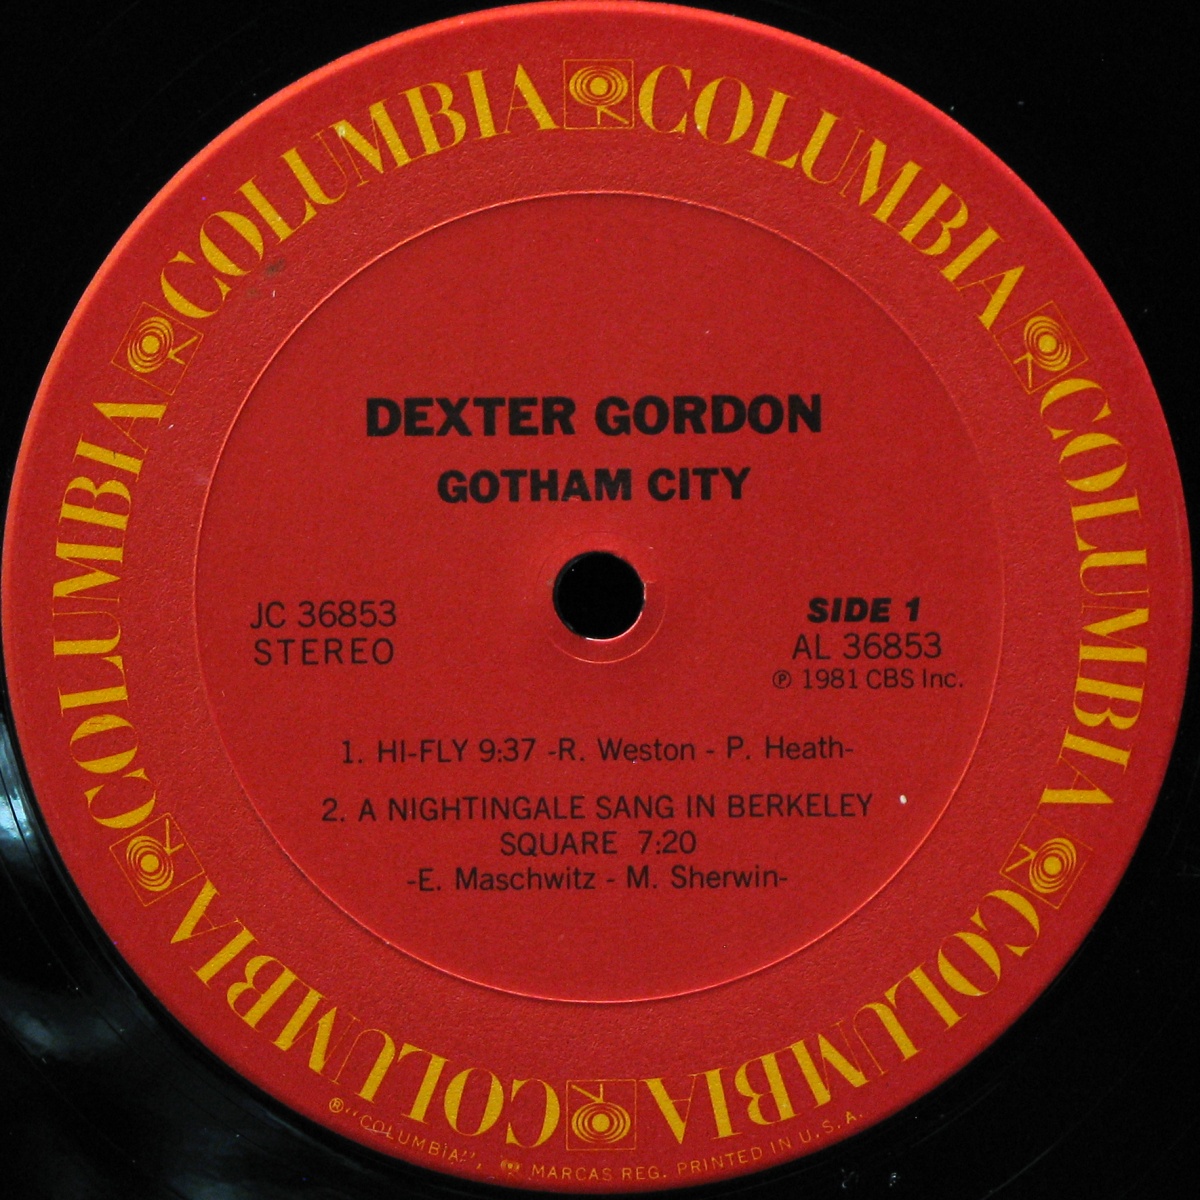 COLUMBIA COLUMBIA COLUMBIA COLUMBIA COLUMBIA COLUMBIA
DEXTER GORDON
GOTHAM CITY
JC 36853
STEREO
SIDE 1
AL 36853
℗ 1981 CBS Inc.
1. HI-FLY 9:37 -R. Weston - P. Heath-
2. A NIGHTINGALE SANG IN BERKELEY
SQUARE 7:20
-E. Maschwitz - M. Sherwin-
® "COLUMBIA", MARCAS REG. PRINTED IN U.S.A.